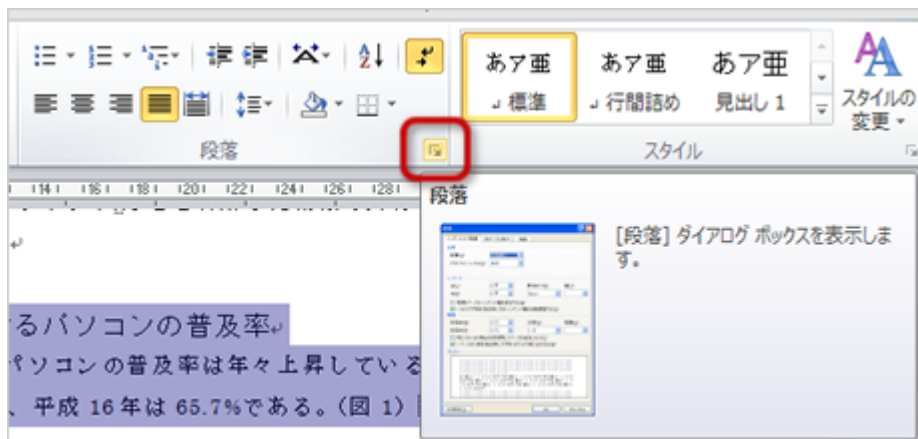 あア亜 あア亜 あア亜
標準 行間詰め 見出し 1
スタイルの
変更
段落 スタイル
段落
[段落] ダイアログ ボックスを表示しま
す。
るパソコンの普及率
パソコンの普及率は年々上昇している
、平成 16 年は 65.7%である。(図 1)